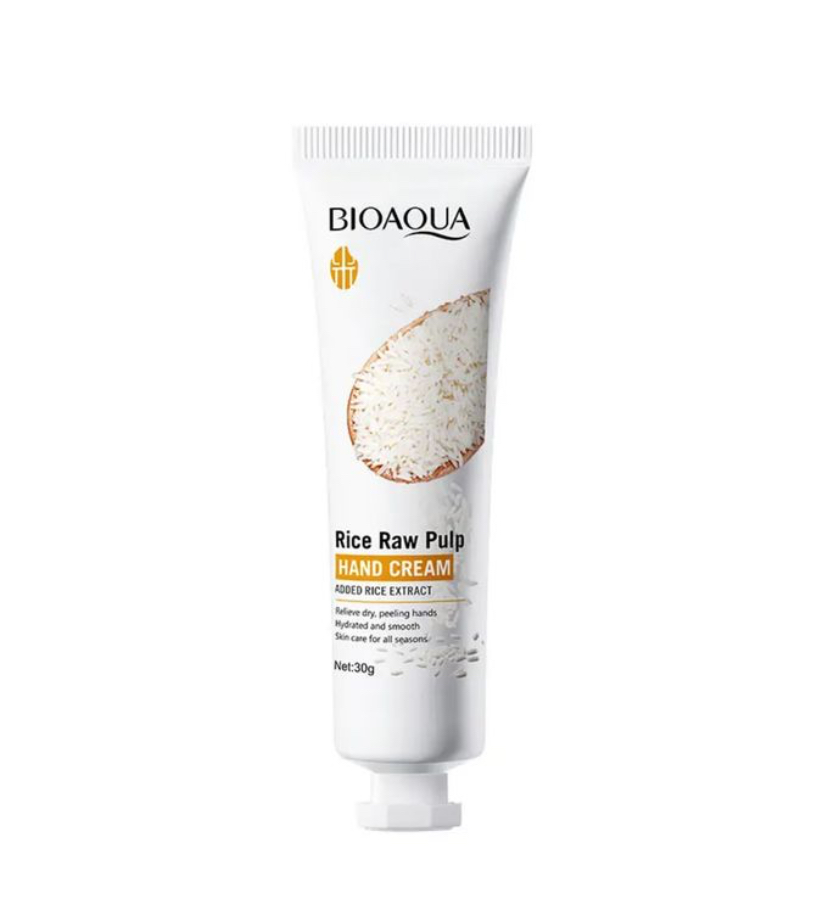 BIOAQUA
Rice Raw Pulp
HAND CREAM
ADDED RICE EXTRACT
Relieve dry, peeling hands
Hydrated and smooth
Skin care for all seasons
Net:30g